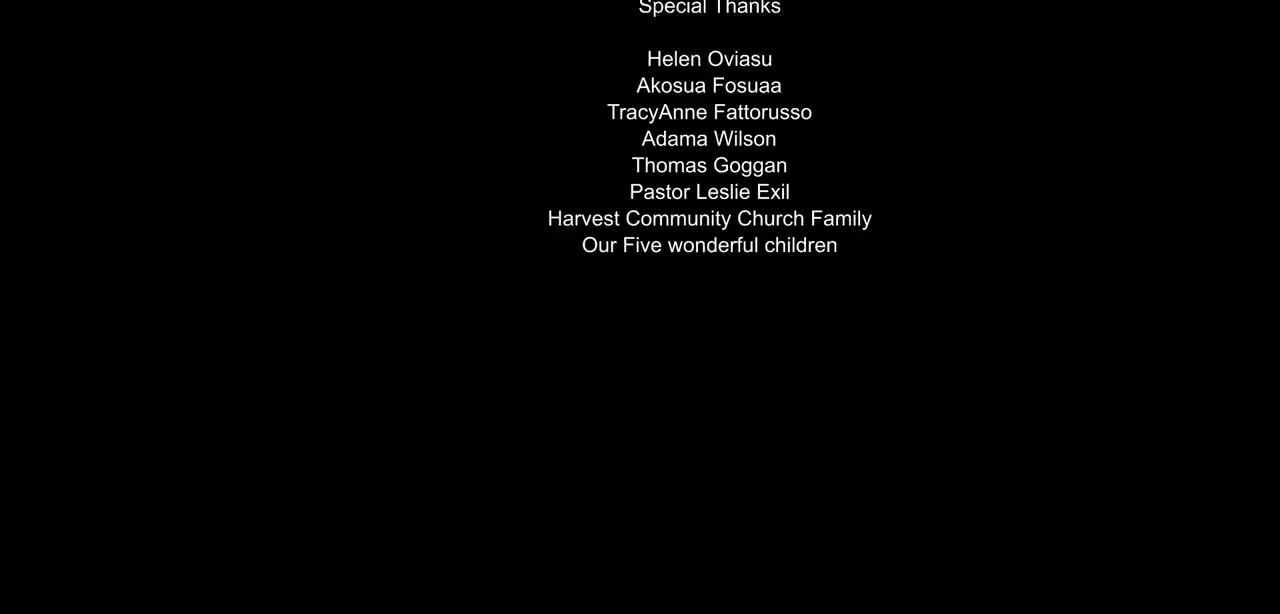 Special Thanks
Helen Oviasu
Akosua Fosuaa
TracyAnne Fattorusso
Adama Wilson
Thomas Goggan
Pastor Leslie Exil
Harvest Community Church Family
Our Five wonderful children